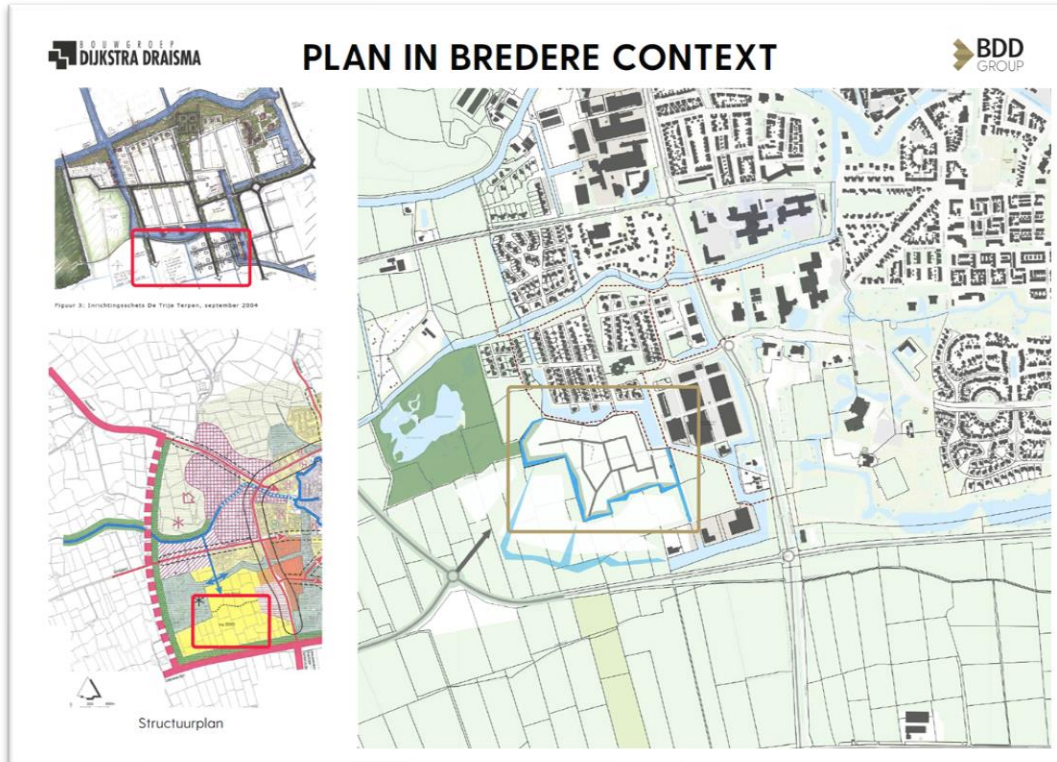 BOUWGROEP
DIJKSTRA DRAISMA
PLAN IN BREDERE CONTEXT
BDD
GROUP
Figuur 3: Inrichtingsschets De Trije Terpen, september 2004
Structuurplan